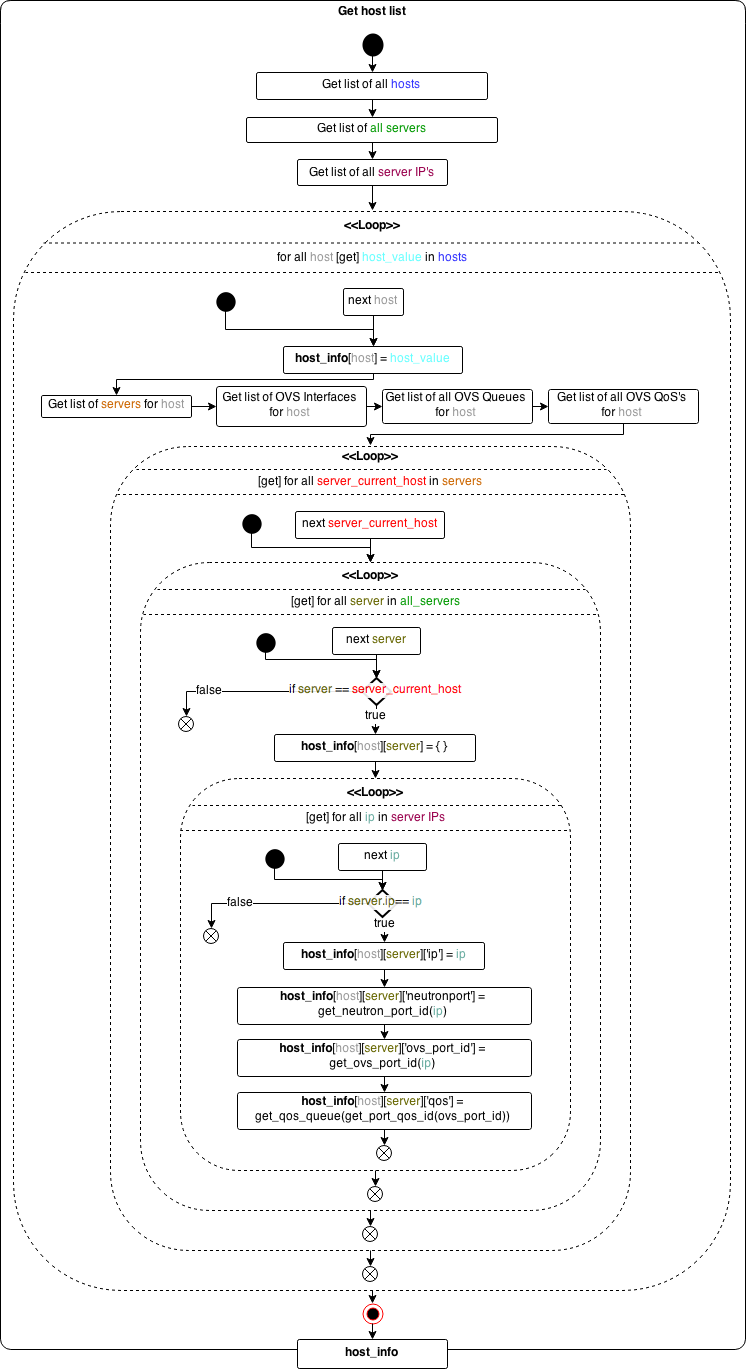 Get host list
Get list of all hosts
Get list of all servers
Get list of all server IP's
<<Loop>>
for all host [get] host_value in hosts
next host
host_info[host] = host_value
Get list of servers for host
Get list of OVS Interfaces
for host
Get list of all OVS Queues
for host
Get list of all OVS QoS's
for host
<<Loop>>
[get] for all server_current_host in servers
next server_current_host
<<Loop>>
[get] for all server in all_servers
next server
false
if server == server_current_host
true
host_info[host][server] = { }
<<Loop>>
[get] for all ip in server IPs
next ip
false
if server.ip== ip
true
host_info[host][server]['ip'] = ip
host_info[host][server]['neutronport'] =
get_neutron_port_id(ip)
host_info[host][server]['ovs_port_id'] =
get_ovs_port_id(ip)
host_info[host][server]['qos'] =
get_qos_queue(get_port_qos_id(ovs_port_id))
host_info